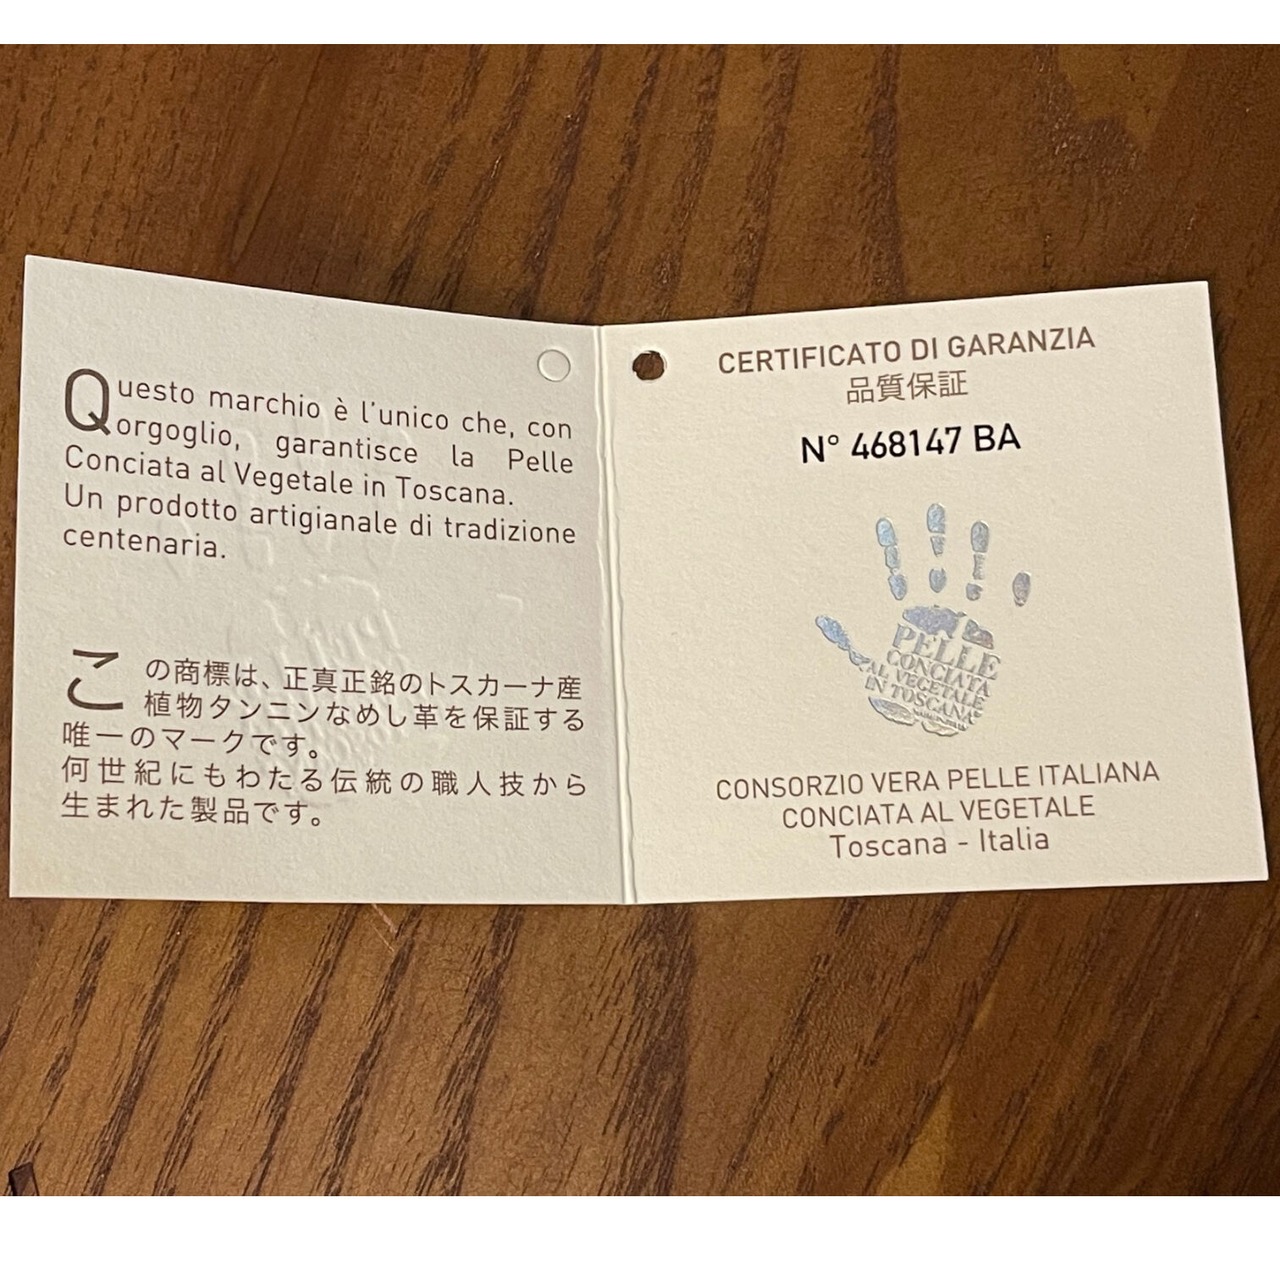 Questo marchio è l'unico che, con
orgoglio, garantisce la Pelle
Conciata al Vegetale in Toscana.
Un prodotto artigianale di tradizione
centenaria.
この商標は、正真正銘のトスカーナ産
植物タンニンなめし革を保証する
唯一のマークです。
何世紀にもわたる伝統の職人技から
生まれた製品です。
CERTIFICATO DI GARANZIA
品質保証
N° 468147 BA
PELLE
CONCIATA
AL VEGETALE
IN TOSCANA
CONSORZIO VERA PELLE ITALIANA
CONCIATA AL VEGETALE
Toscana - Italia